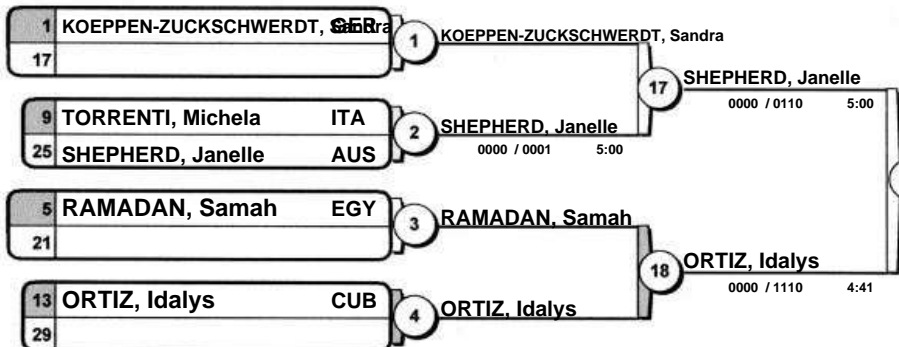 1 KOEPPEN-ZUCKSCHWERDT, Sandra GER
17
1
KOEPPEN-ZUCKSCHWERDT, Sandra
9 TORRENTI, Michela ITA
25 SHEPHERD, Janelle AUS
2
SHEPHERD, Janelle
0000 / 0001 5:00
17
SHEPHERD, Janelle
0000 / 0110 5:00
5 RAMADAN, Samah EGY
21
3
RAMADAN, Samah
13 ORTIZ, Idalys CUB
29
4
ORTIZ, Idalys
18
ORTIZ, Idalys
0000 / 1110 4:41